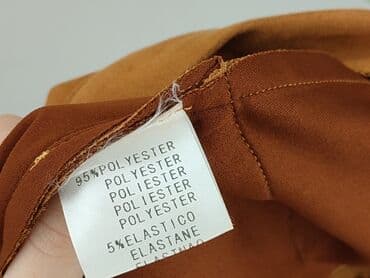 95%POLYESTER
POLYESTER
POLIESTER
POLIESTER
POLYESTER
5%ELASTICO
ELASTANE